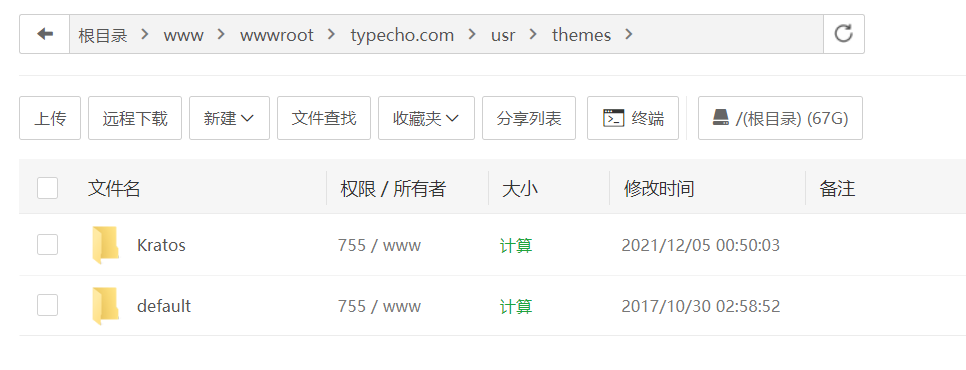 根目录 > www > wwwroot > typecho.com > usr > themes >
上传 远程下载 新建 文件查找 收藏夹 分享列表 终端 /(根目录) (67G)
文件名 权限 / 所有者 大小 修改时间 备注
Kratos 755 / www 计算 2021/12/05 00:50:03
default 755 / www 计算 2017/10/30 02:58:52